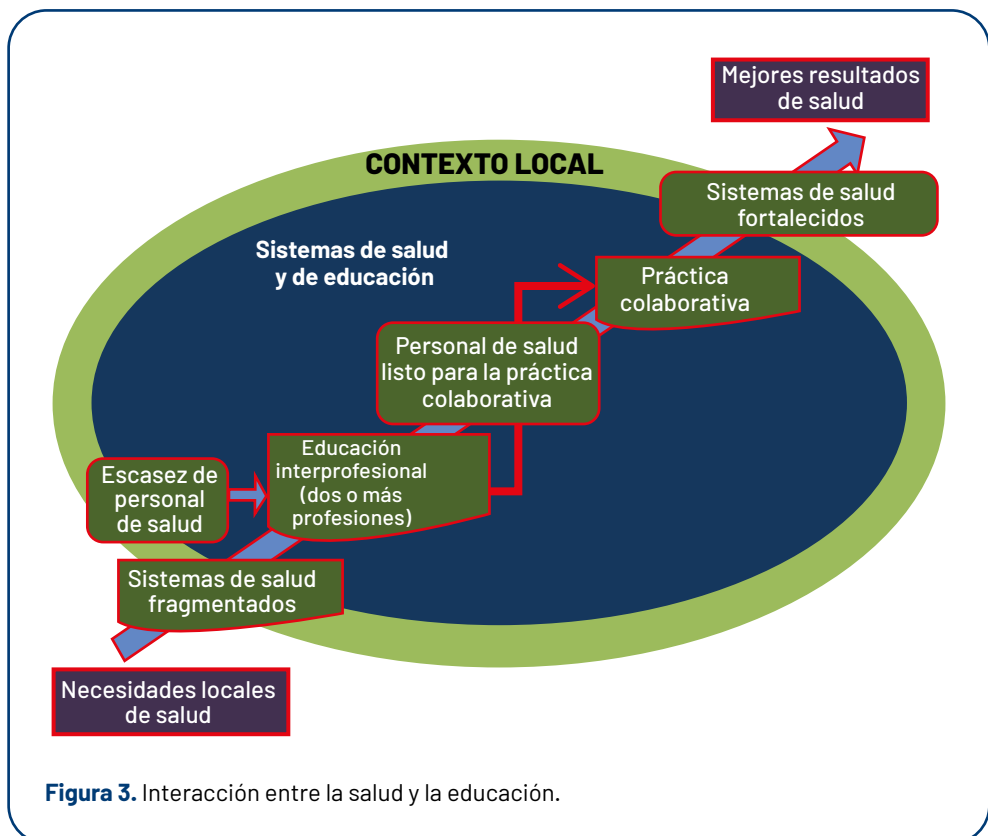 Mejores resultados
de salud
CONTEXTO LOCAL
Sistemas de salud
fortalecidos
Sistemas de salud
y de educación
Práctica
colaborativa
Personal de salud
listo para la práctica
colaborativa
Educación
interprofesional
(dos o más
profesiones)
Escasez de
personal
de salud
Sistemas de salud
fragmentados
Necesidades locales
de salud
Figura 3. Interacción entre la salud y la educación.